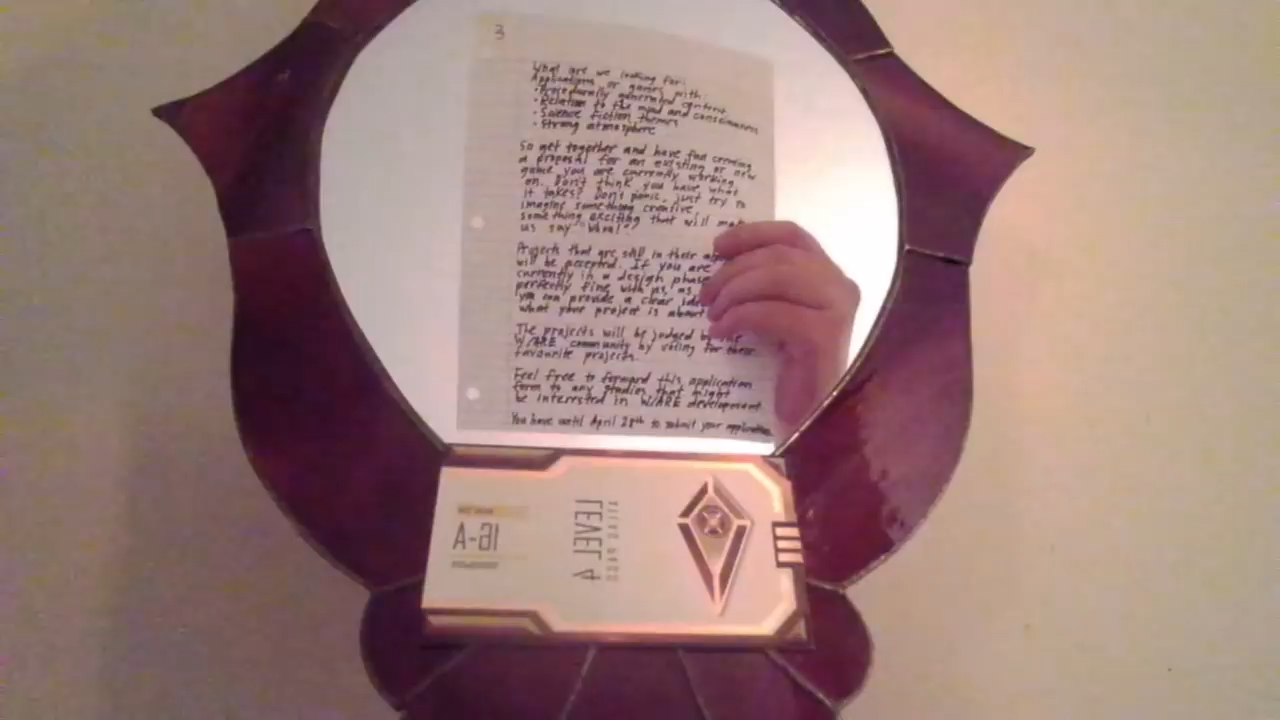 3
What are we looking for:
Applications or games with:
• Procedurally generated content
• Relation to the mind and consciousness
• Science fiction themes
• Strong atmosphere
So get together and have fun creating
a proposal for an existing or new
game you are currently working
on. Don't think you have what
it takes? Don't panic, just try to
imagine something creative,
something exciting that will make
us say "Whoa!"?
Projects that are still in their
will be accepted. If you are
currently in a design phase
perfectly fine with us, as
you can provide a clear idea
what your project is about
The projects will be judged by the
W/ARE community by voting for these
favourite projects.
Feel free to forward this application
form to any studios that might
be interested in W/ARE development
You have until April 28th to submit your application
A-31
LEVEL 4